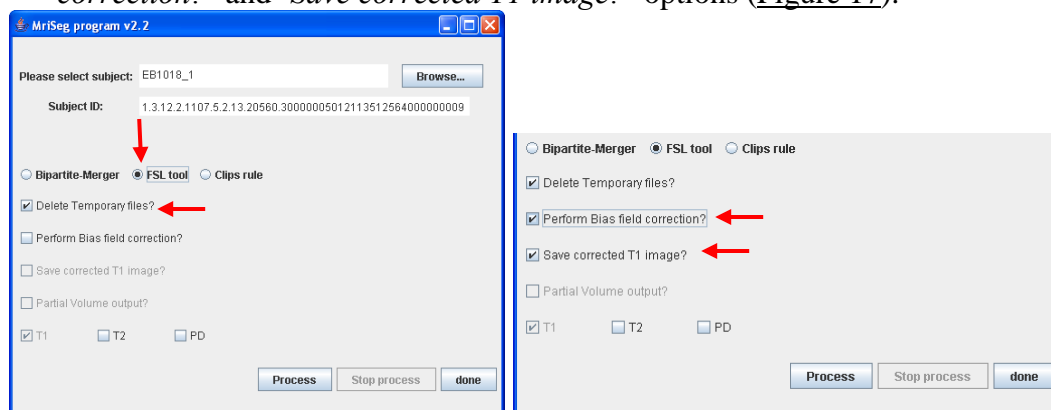 correction?" and "Save corrected T1 image?" options (Figure 17).
MriSeg program v2.2
Please select subject: EB1018_1 Browse...
Subject ID: 1.3.12.2.1107.5.2.13.20560.30000005012113512564000000009
Bipartite-Merger FSL tool Clips rule
Delete Temporary files?
Perform Bias field correction?
Save corrected T1 image?
Partial Volume output?
T1 T2 PD
Process Stop process done
Bipartite-Merger FSL tool Clips rule
Delete Temporary files?
Perform Bias field correction?
Save corrected T1 image?
Partial Volume output?
T1 T2 PD
Process Stop process done